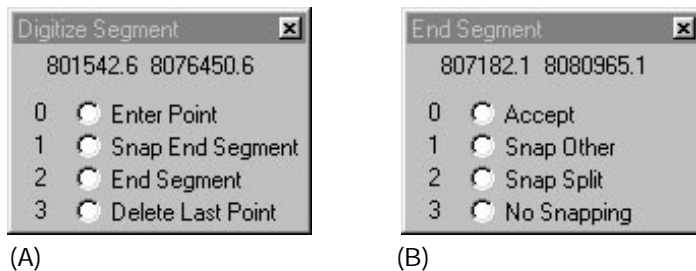 Digitize Segment
801542.6 8076450.6
0 Enter Point
1 Snap End Segment
2 End Segment
3 Delete Last Point
(A)
End Segment
807182.1 8080965.1
0 Accept
1 Snap Other
2 Snap Split
3 No Snapping
(B)